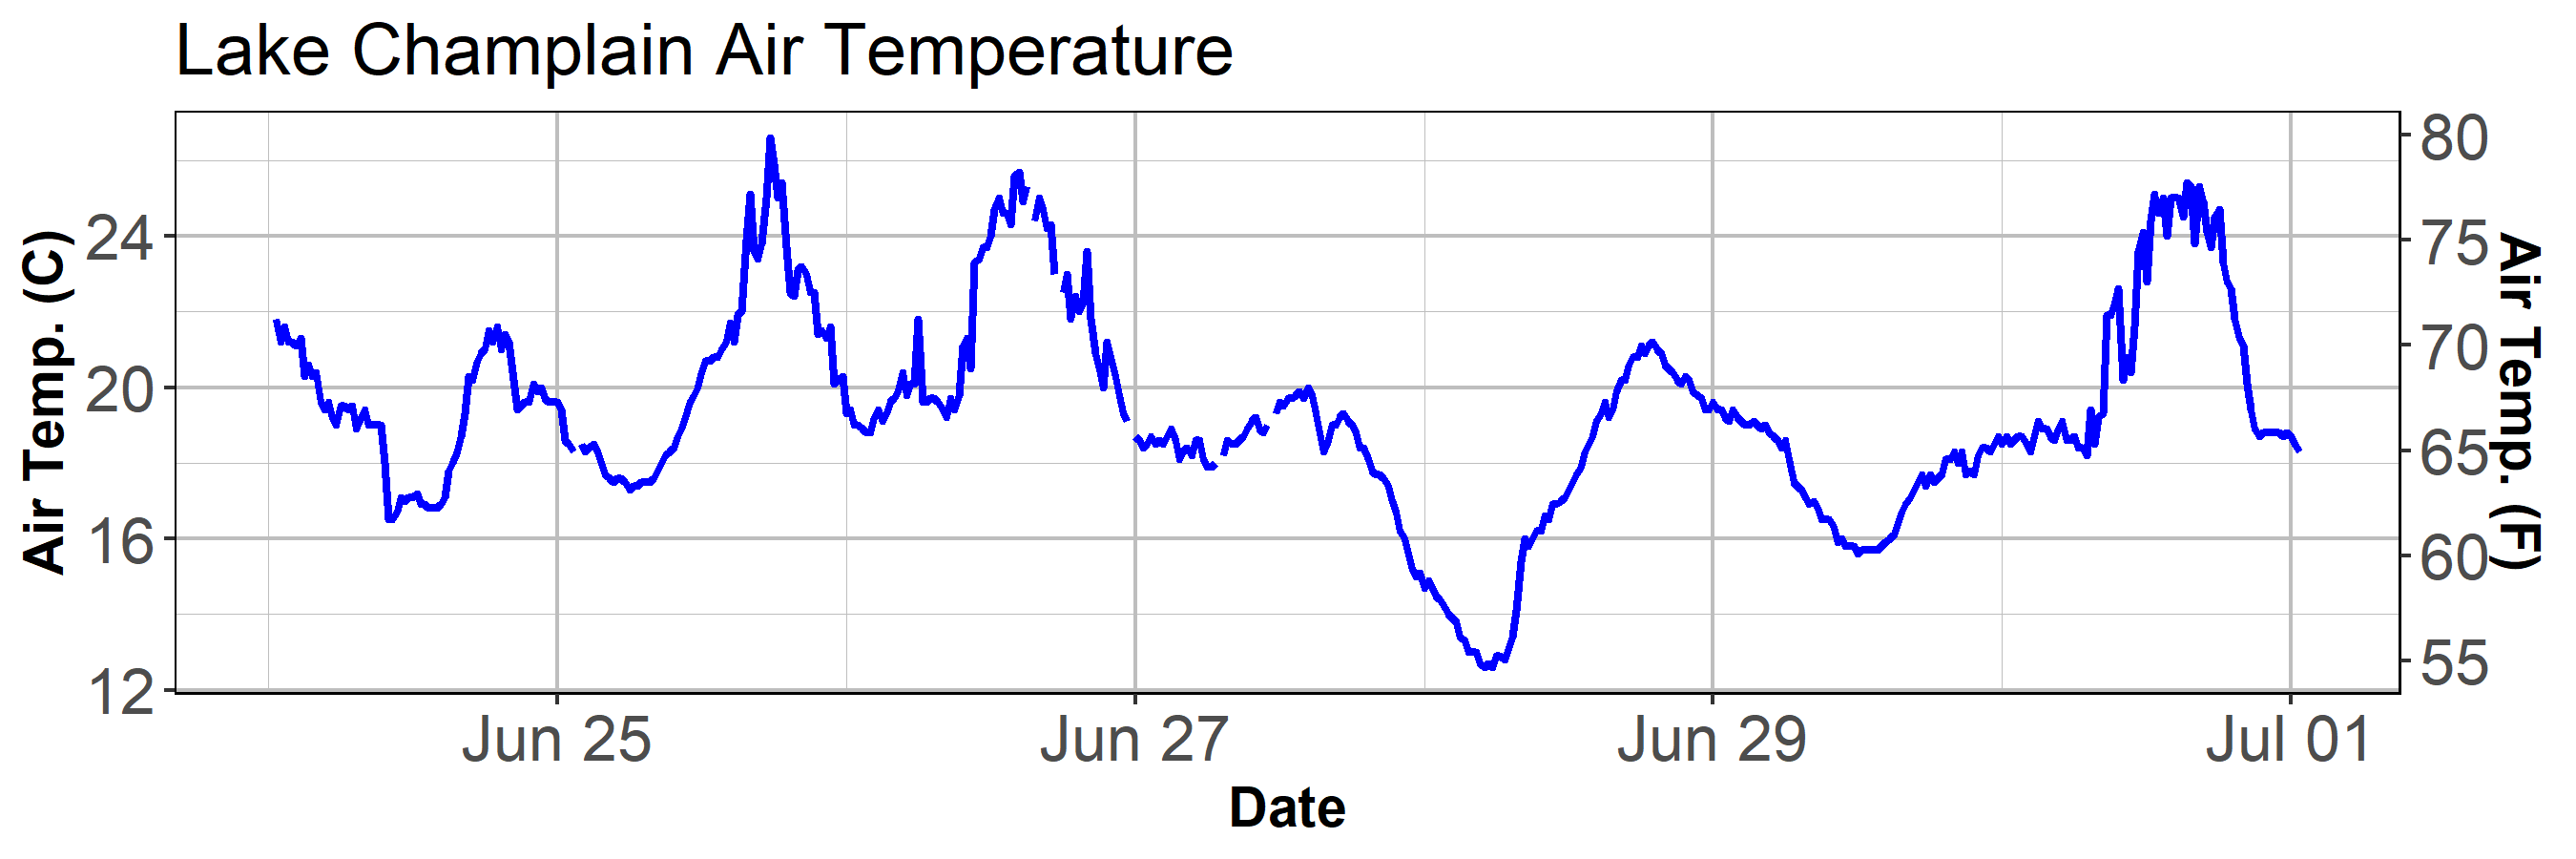 Lake Champlain Air Temperature
Air Temp. (C)
24
20
16
12
80
75
70
65
60
55
Air Temp. (F)
Jun 25
Jun 27
Jun 29
Jul 01
Date